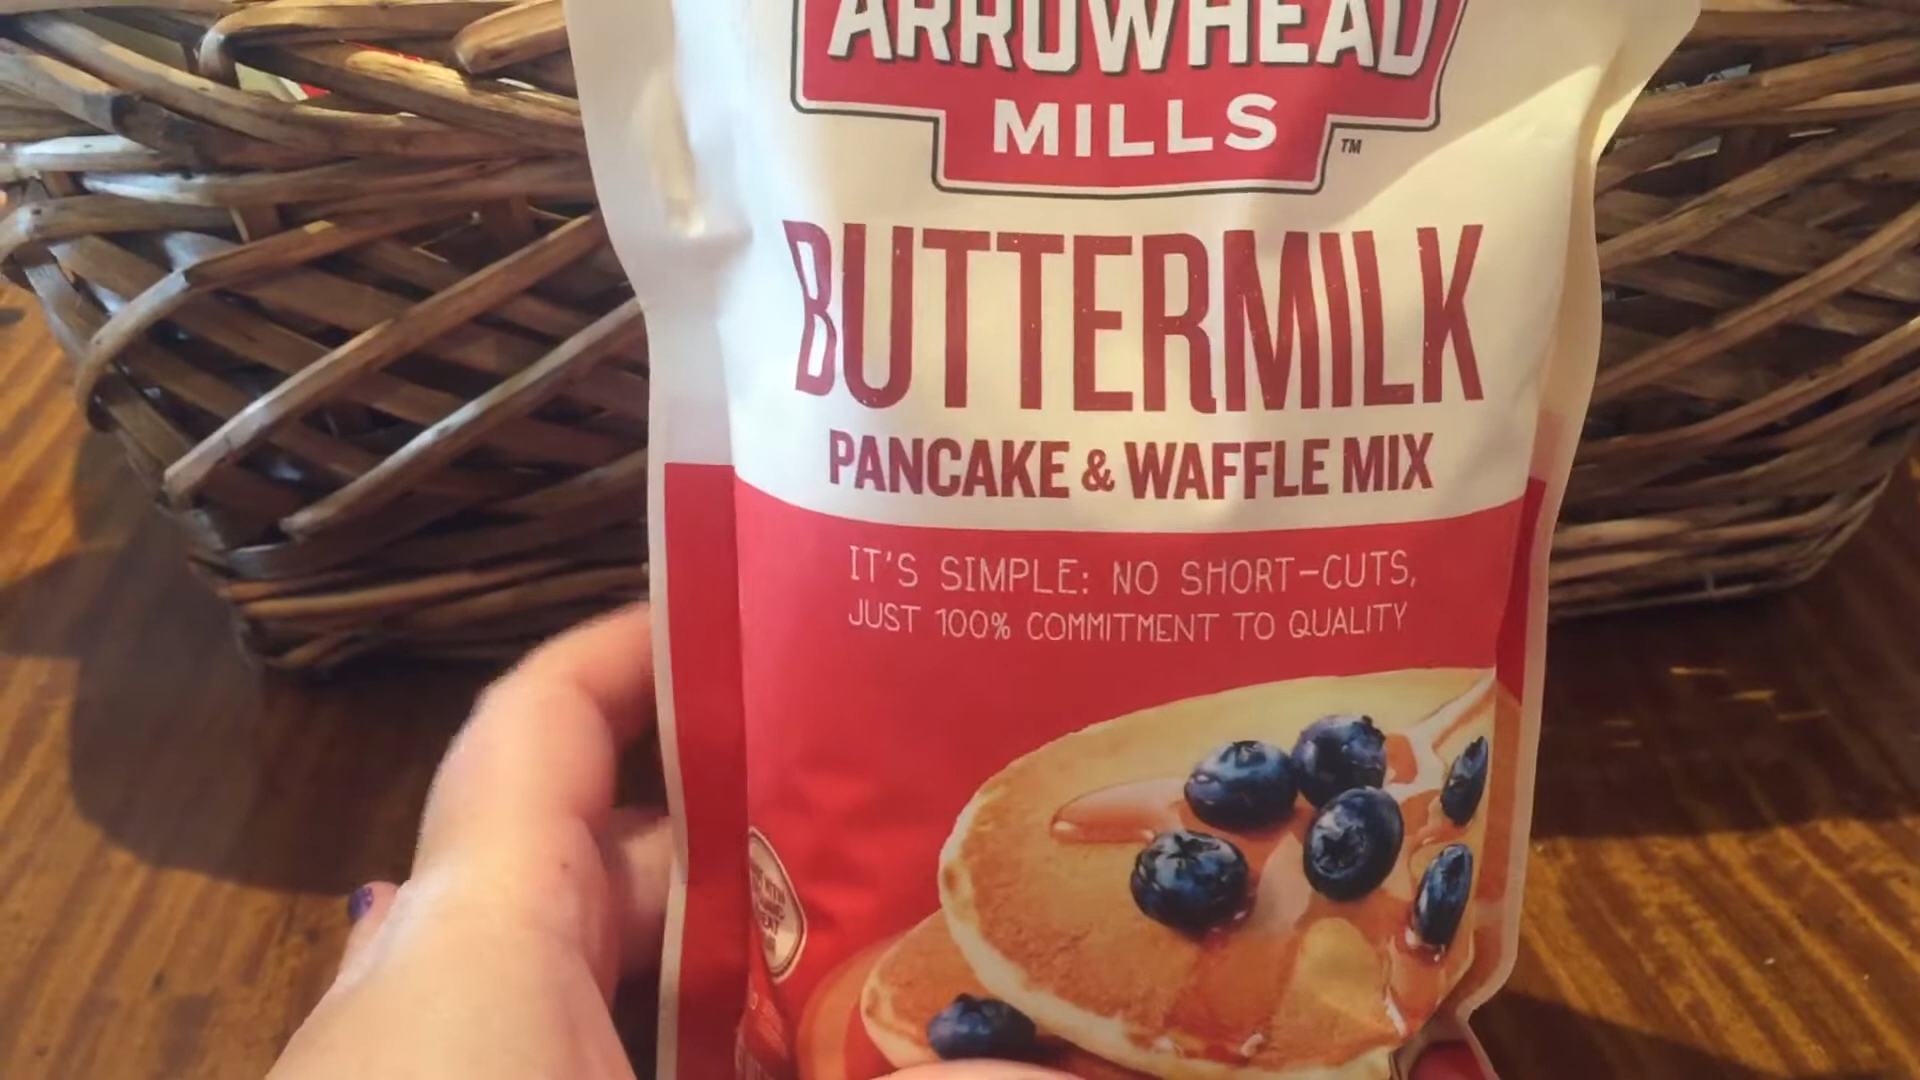 ARROWHEAD
MILLS
TM
BUTTERMILK
PANCAKE & WAFFLE MIX
IT'S SIMPLE: NO SHORT-CUTS,
JUST 100% COMMITMENT TO QUALITY